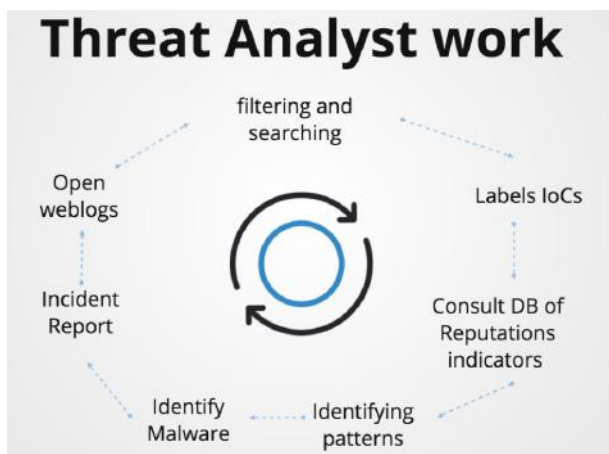 Threat Analyst work
filtering and
searching
Open
weblogs
Labels IoCs
Incident
Report
Consult DB of
Reputations
indicators
Identify
Malware
Identifying
patterns